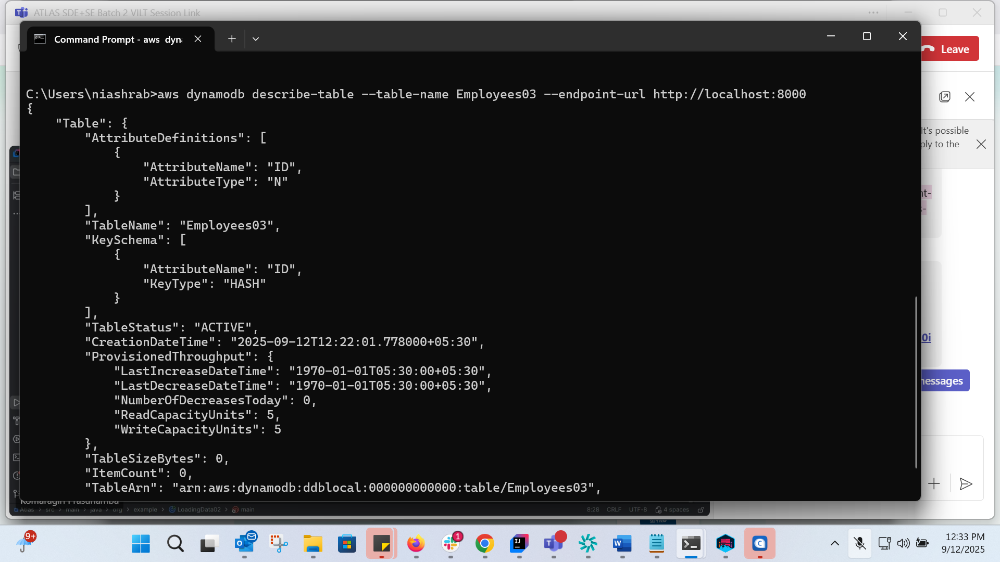 ATLAS SDE+SE Batch 2 VILT Session Link
Command Prompt - aws dyn
Leave
C:\Users\niashrab>aws dynamodb describe-table --table-name Employees03 --endpoint-url http://localhost:8000
{
    "Table": {
        "AttributeDefinitions": [
            {
                "AttributeName": "ID",
                "AttributeType": "N"
            }
        ],
        "TableName": "Employees03",
        "KeySchema": [
            {
                "AttributeName": "ID",
                "KeyType": "HASH"
            }
        ],
        "TableStatus": "ACTIVE",
        "CreationDateTime": "2025-09-12T12:22:01.778000+05:30",
        "ProvisionedThroughput": {
            "LastIncreaseDateTime": "1970-01-01T05:30:00+05:30",
            "LastDecreaseDateTime": "1970-01-01T05:30:00+05:30",
            "NumberOfDecreasesToday": 0,
            "ReadCapacityUnits": 5,
            "WriteCapacityUnits": 5
        },
        "TableSizeBytes": 0,
        "ItemCount": 0,
        "TableArn": "arn:aws:dynamodb:ddblocal:000000000000:table/Employees03",
It's possible
ply to the
nt-
s-
0i
essages
Atlas > src > main > java > org > example > LoadingData02 > main
8:28 CRLF UTF-8 4 spaces
Start now
9+
1
12:33 PM
9/12/2025